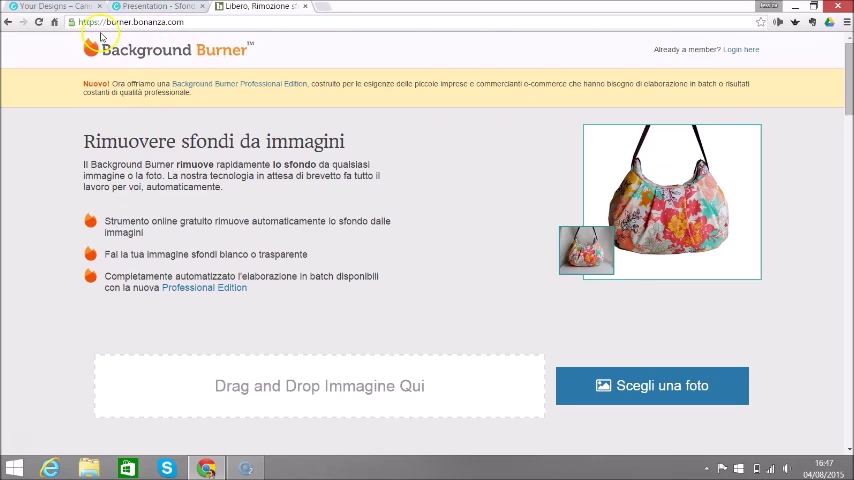 Your Designs – Can
Presentation - Sfond
Libero, Rimozione sf
https://burner.bonanza.com
Background Burner™
Already a member? Login here
Nuovo! Ora offriamo una Background Burner Professional Edition, costruito per le esigenze delle piccole imprese e commercianti e-commerce che hanno bisogno di elaborazione in batch o risultati
costanti di qualità professionale.
Rimuovere sfondi da immagini
Il Background Burner rimuove rapidamente lo sfondo da qualsiasi
immagine o la foto. La nostra tecnologia in attesa di brevetto fa tutto il
lavoro per voi, automaticamente.
Strumento online gratuito rimuove automaticamente lo sfondo dalle
immagini
Fai la tua immagine sfondi bianco o trasparente
Completamente automatizzato l'elaborazione in batch disponibili
con la nuova Professional Edition
Drag and Drop Immagine Qui
Scegli una foto
16:47
04/08/2015